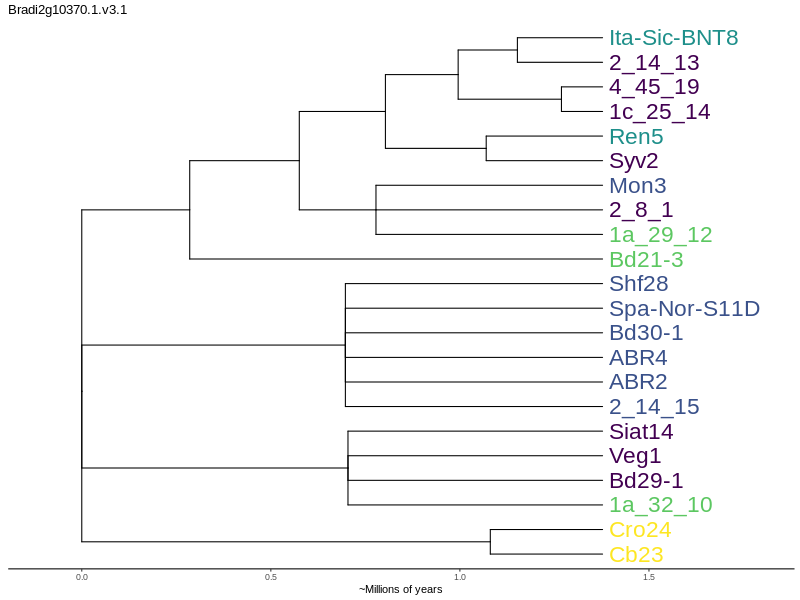 Bradi2g10370.1.v3.1
Ita-Sic-BNT8
2_14_13
4_45_19
1c_25_14
Ren5
Syv2
Mon3
2_8_1
1a_29_12
Bd21-3
Shf28
Spa-Nor-S11D
Bd30-1
ABR4
ABR2
2_14_15
Siat14
Veg1
Bd29-1
1a_32_10
Cro24
Cb23
0.0 0.5 1.0 1.5
~Millions of years